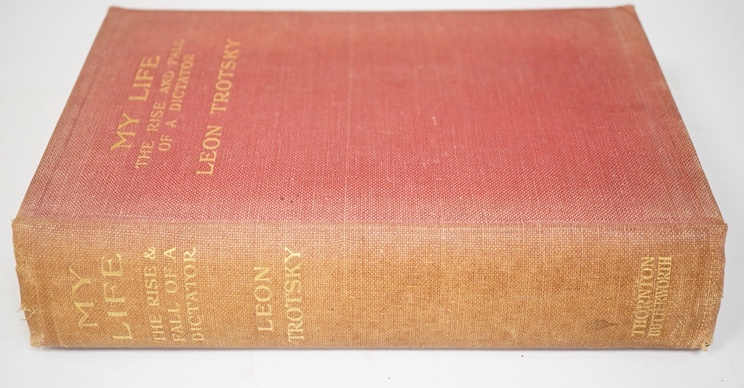 MY LIFE
THE RISE AND FALL
OF A DICTATOR
LEON TROTSKY
MY
LIFE
THE RISE &
FALL OF A
DICTATOR
LEON
TROTSKY
THORNTON
BUTTERWORTH